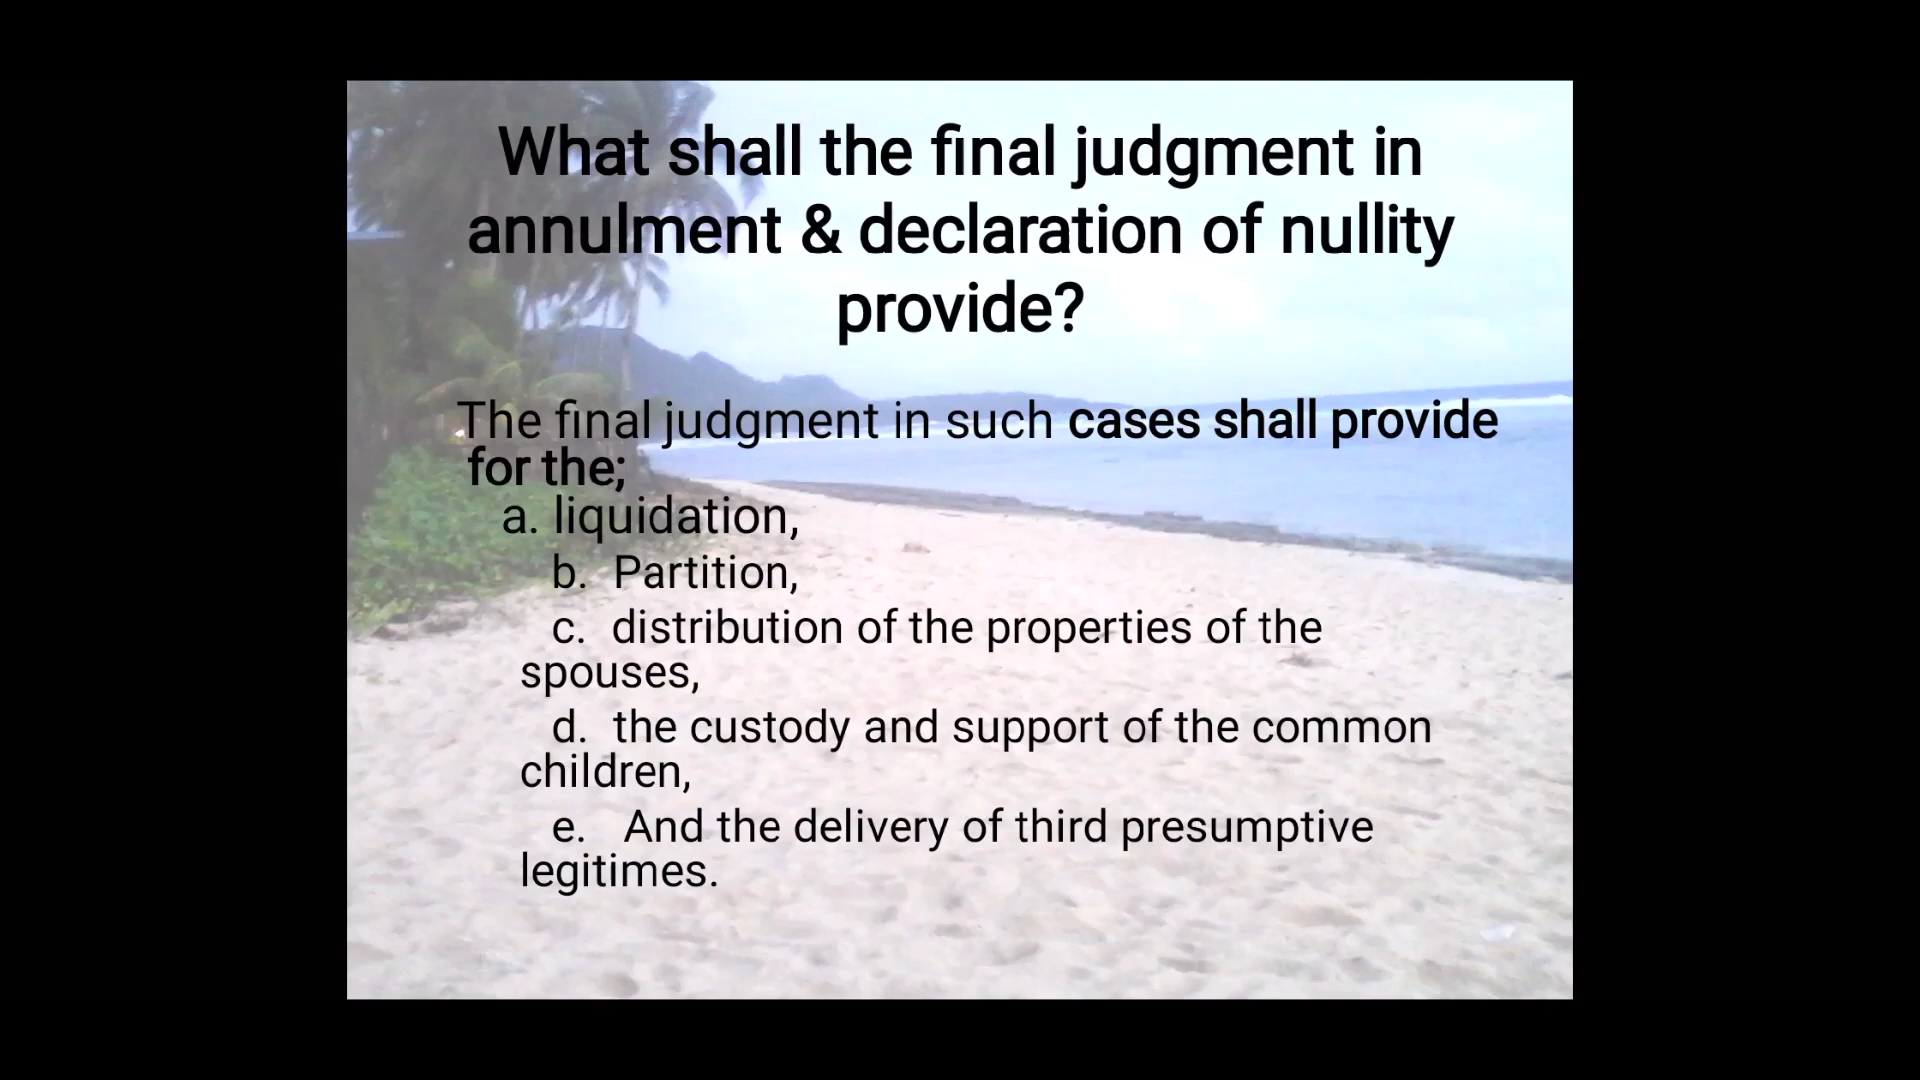 What shall the final judgment in
annulment & declaration of nullity
provide?
The final judgment in such cases shall provide
for the;
a. liquidation,
b. Partition,
c. distribution of the properties of the
spouses,
d. the custody and support of the common
children,
e. And the delivery of third presumptive
legitimes.